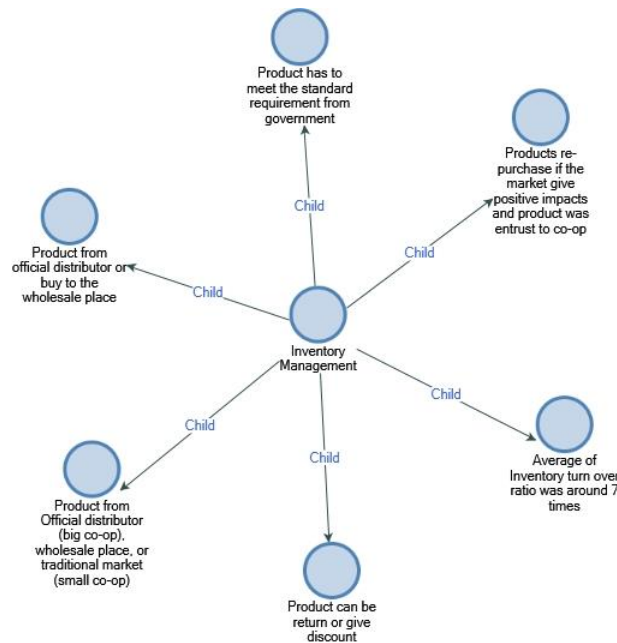 Product has to
meet the standard
requirement from
government
Products re-
purchase if the
market give
positive impacts
and product was
entrust to co-op
Child
Child
Product from
official distributor or
buy to the
wholesale place
Child
Inventory
Management
Child
Child
Child
Average of
Inventory turn over
ratio was around 7
times
Product from
Official distributor
(big co-op),
wholesale place, or
traditional market
(small co-op)
Product can be
return or give
discount